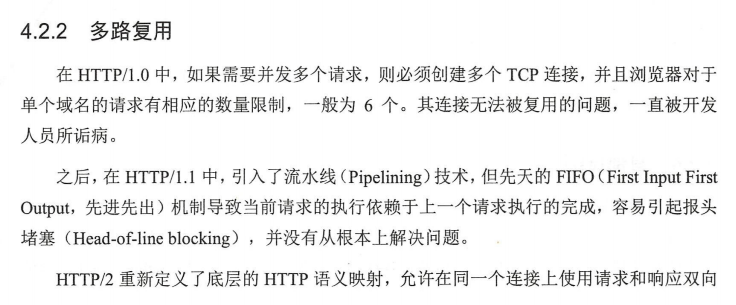 4.2.2 多路复用
在 HTTP/1.0 中，如果需要并发多个请求，则必须创建多个 TCP 连接，并且浏览器对于
单个域名的请求有相应的数量限制，一般为 6 个。其连接无法被复用的问题，一直被开发
人员所诟病。
之后，在 HTTP/1.1 中，引入了流水线（Pipelining）技术，但先天的 FIFO（First Input First
Output，先进先出）机制导致当前请求的执行依赖于上一个请求执行的完成，容易引起报头
堵塞（Head-of-line blocking），并没有从根本上解决问题。
HTTP/2 重新定义了底层的 HTTP 语义映射，允许在同一个连接上使用请求和响应双向